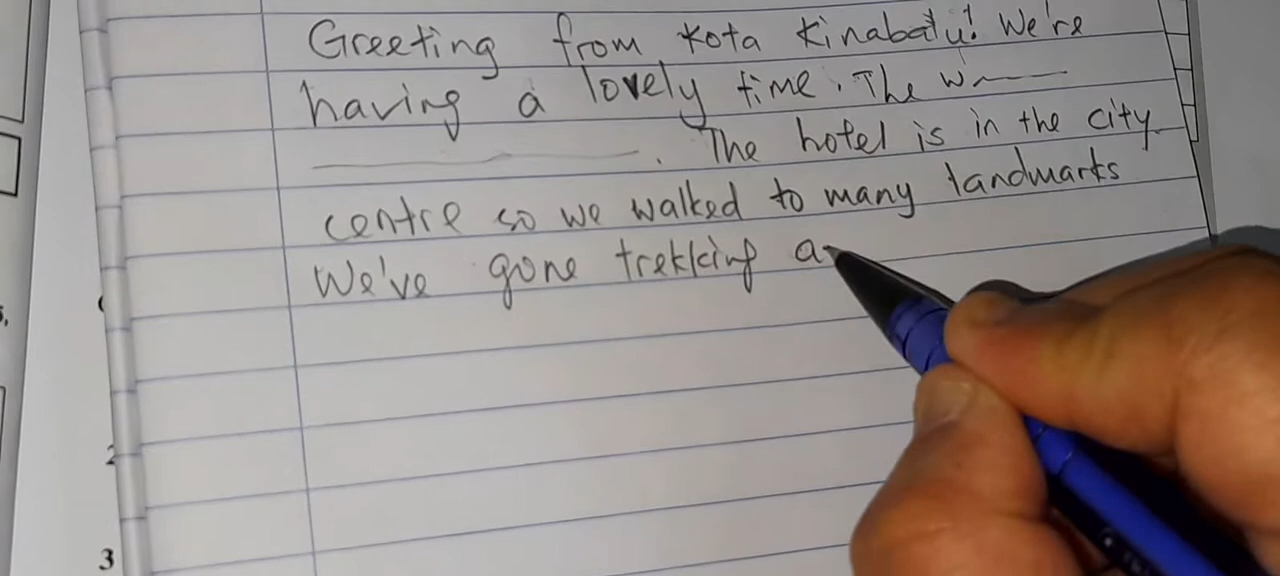 Greeting from Kota Kinabalu! We're
having a lovely time. The w
. The hotel is in the city
centre so we walked to many landmarks
We've gone trekking a
3